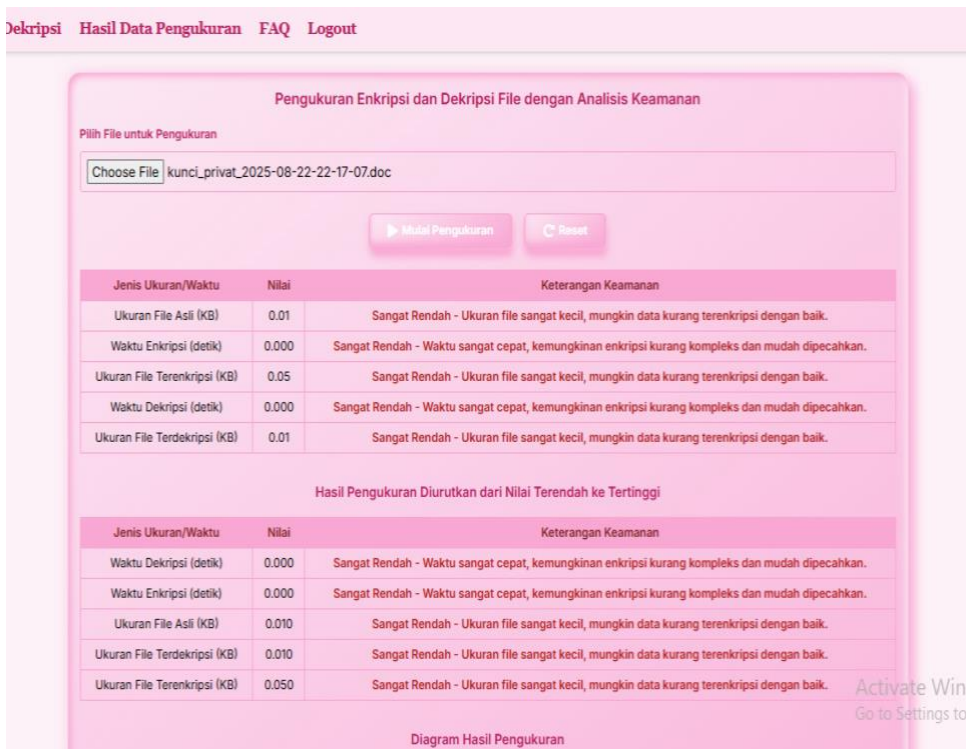 Dekripsi Hasil Data Pengukuran FAQ Logout
Pengukuran Enkripsi dan Dekripsi File dengan Analisis Keamanan
Pilih File untuk Pengukuran
Choose File kunci_privat_2025-08-22-22-17-07.doc
Mulai Pengukuran Reset
Jenis Ukuran/Waktu Nilai Keterangan Keamanan
Ukuran File Asli (KB) 0.01 Sangat Rendah - Ukuran file sangat kecil, mungkin data kurang terenkripsi dengan baik.
Waktu Enkripsi (detik) 0.000 Sangat Rendah - Waktu sangat cepat, kemungkinan enkripsi kurang kompleks dan mudah dipecahkan.
Ukuran File Terenkripsi (KB) 0.05 Sangat Rendah - Ukuran file sangat kecil, mungkin data kurang terenkripsi dengan baik.
Waktu Dekripsi (detik) 0.000 Sangat Rendah - Waktu sangat cepat, kemungkinan enkripsi kurang kompleks dan mudah dipecahkan.
Ukuran File Terdekripsi (KB) 0.01 Sangat Rendah - Ukuran file sangat kecil, mungkin data kurang terenkripsi dengan baik.
Hasil Pengukuran Diurutkan dari Nilai Terendah ke Tertinggi
Jenis Ukuran/Waktu Nilai Keterangan Keamanan
Waktu Dekripsi (detik) 0.000 Sangat Rendah - Waktu sangat cepat, kemungkinan enkripsi kurang kompleks dan mudah dipecahkan.
Waktu Enkripsi (detik) 0.000 Sangat Rendah - Waktu sangat cepat, kemungkinan enkripsi kurang kompleks dan mudah dipecahkan.
Ukuran File Asli (KB) 0.010 Sangat Rendah - Ukuran file sangat kecil, mungkin data kurang terenkripsi dengan baik.
Ukuran File Terdekripsi (KB) 0.010 Sangat Rendah - Ukuran file sangat kecil, mungkin data kurang terenkripsi dengan baik.
Ukuran File Terenkripsi (KB) 0.050 Sangat Rendah - Ukuran file sangat kecil, mungkin data kurang terenkripsi dengan baik.
Activate Win
Go to Settings to
Diagram Hasil Pengukuran